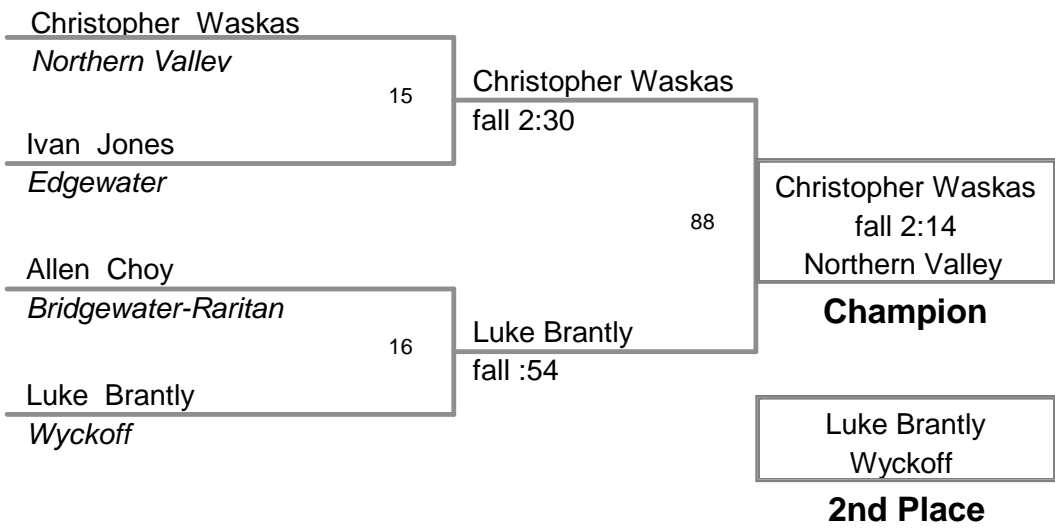 Christopher Waskas
Northern Valley
15
Christopher Waskas
fall 2:30
Ivan Jones
Edgewater
88
Christopher Waskas
fall 2:14
Northern Valley
Champion
Allen Choy
Bridgewater-Raritan
16
Luke Brantly
fall :54
Luke Brantly
Wyckoff
Luke Brantly
Wyckoff
2nd Place